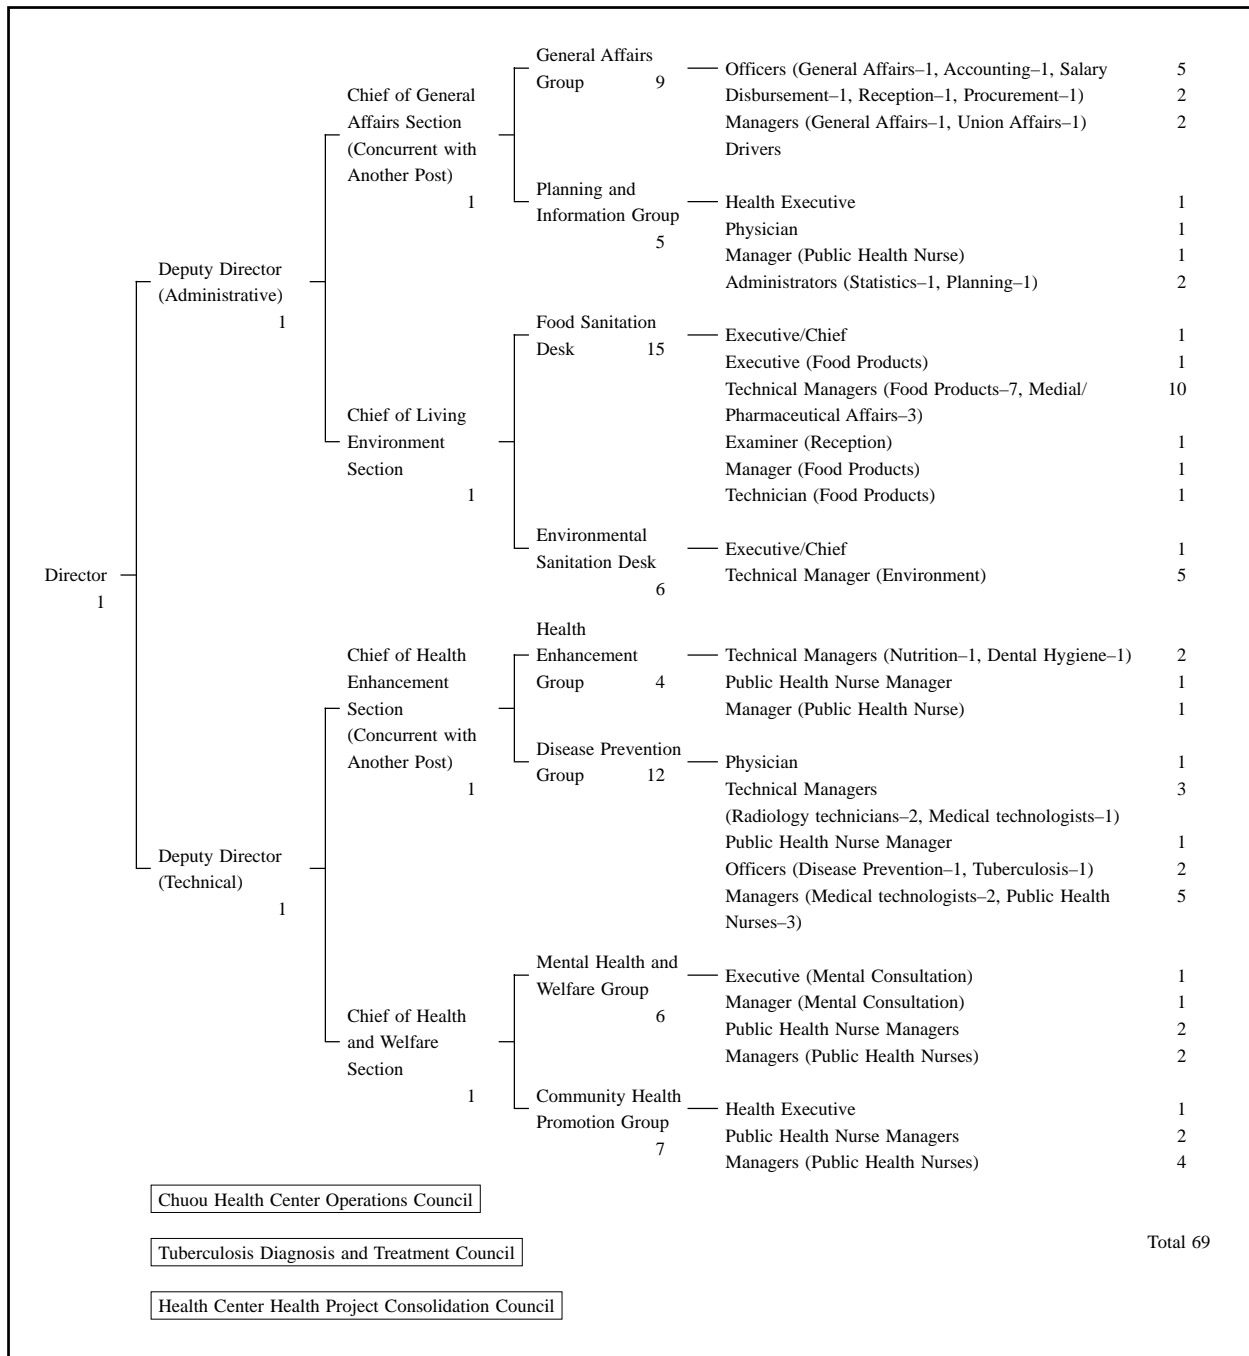 General Affairs
Group 9
Officers (General Affairs–1, Accounting–1, Salary 5
Disbursement–1, Reception–1, Procurement–1) 2
Managers (General Affairs–1, Union Affairs–1) 2
Drivers
Chief of General
Affairs Section
(Concurrent with
Another Post)
1
Planning and
Information Group
5
Health Executive 1
Physician 1
Manager (Public Health Nurse) 1
Administrators (Statistics–1, Planning–1) 2
Deputy Director
(Administrative)
1
Food Sanitation
Desk 15
Executive/Chief 1
Executive (Food Products) 1
Technical Managers (Food Products–7, Medial/ 10
Pharmaceutical Affairs–3)
Examiner (Reception) 1
Manager (Food Products) 1
Technician (Food Products) 1
Chief of Living
Environment
Section
1
Environmental
Sanitation Desk
6
Executive/Chief 1
Technical Manager (Environment) 5
Director
1
Health
Enhancement
Group 4
Technical Managers (Nutrition–1, Dental Hygiene–1) 2
Public Health Nurse Manager 1
Manager (Public Health Nurse) 1
Chief of Health
Enhancement
Section
(Concurrent with
Another Post)
1
Disease Prevention
Group 12
Physician 1
Technical Managers 3
(Radiology technicians–2, Medical technologists–1)
Public Health Nurse Manager 1
Officers (Disease Prevention–1, Tuberculosis–1) 2
Managers (Medical technologists–2, Public Health 5
Nurses–3)
Deputy Director
(Technical)
1
Mental Health and
Welfare Group
6
Executive (Mental Consultation) 1
Manager (Mental Consultation) 1
Public Health Nurse Managers 2
Managers (Public Health Nurses) 2
Chief of Health
and Welfare
Section
1
Community Health
Promotion Group
7
Health Executive 1
Public Health Nurse Managers 2
Managers (Public Health Nurses) 4
Chuou Health Center Operations Council
Tuberculosis Diagnosis and Treatment Council
Total 69
Health Center Health Project Consolidation Council